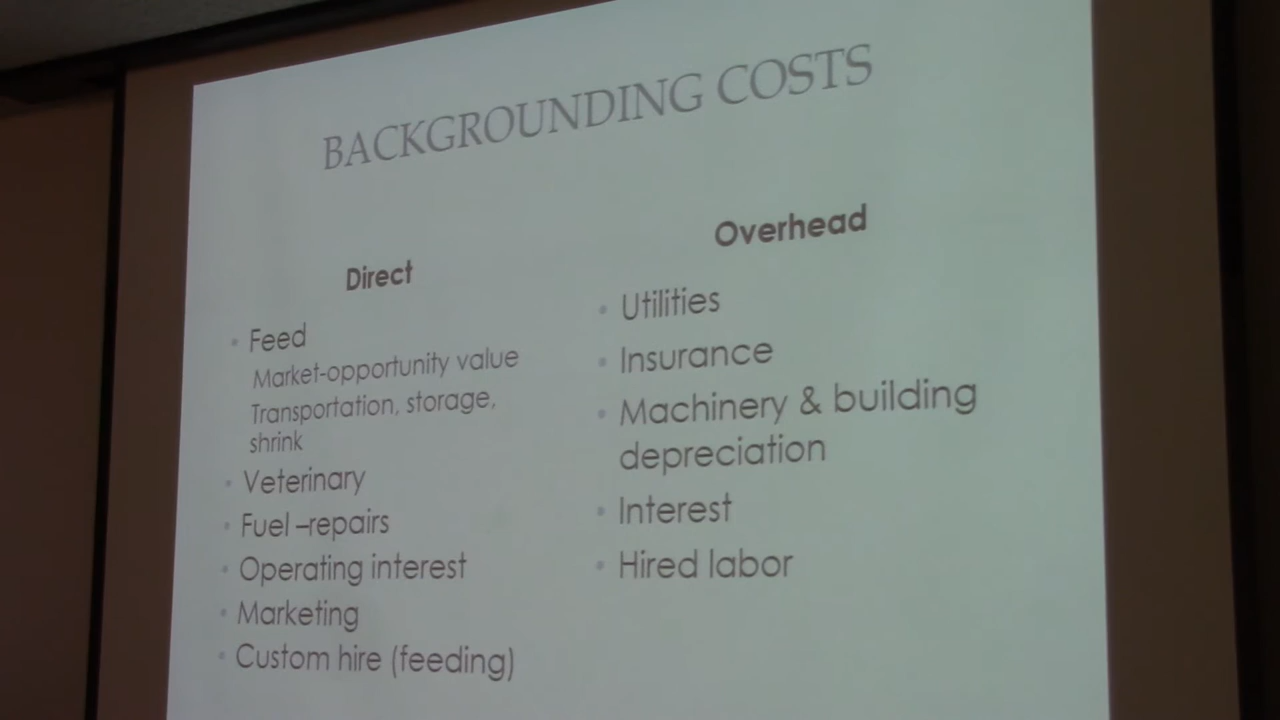 BACKGROUNDING COSTS
Direct
• Feed
Market-opportunity value
Transportation, storage,
shrink
• Veterinary
• Fuel –repairs
• Operating interest
• Marketing
• Custom hire (feeding)
Overhead
• Utilities
• Insurance
• Machinery & building
depreciation
• Interest
• Hired labor